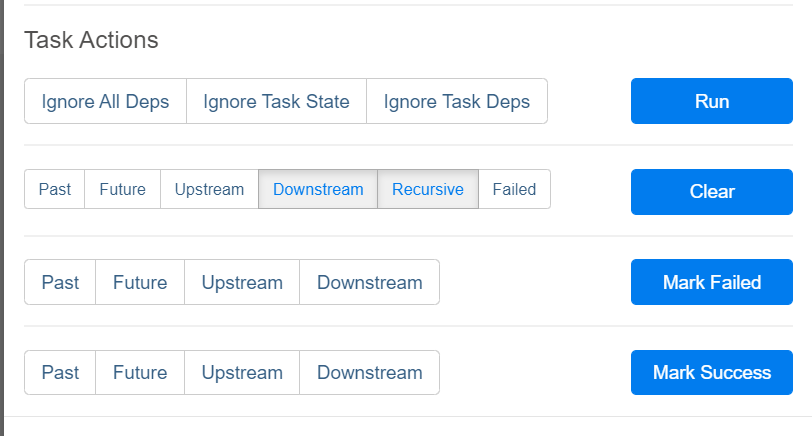 Task Actions
Ignore All Deps Ignore Task State Ignore Task Deps Run
Past Future Upstream Downstream Recursive Failed Clear
Past Future Upstream Downstream Mark Failed
Past Future Upstream Downstream Mark Success